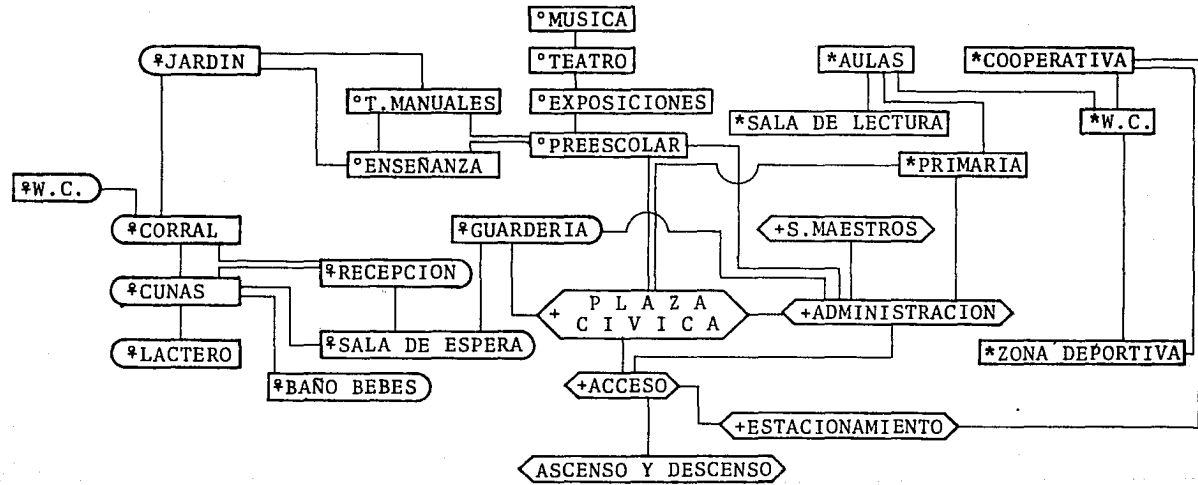 °MUSICA
♀JARDIN
°TEATRO
*AULAS
*COOPERATIVA
°T.MANUALES
°EXPOSICIONES
*SALA DE LECTURA
*W.C.
°ENSEÑANZA
°PREESCOLAR
*PRIMARIA
♀W.C.
♀CORRAL
♀GUARDERIA
+S.MAESTROS
♀RECEPCION
♀CUNAS
+ P L A Z A
C I V I C A
+ADMINISTRACION
♀LACTERO
♀SALA DE ESPERA
*ZONA DEPORTIVA
♀BAÑO BEBES
+ACCESO
+ESTACIONAMIENTO
ASCENSO Y DESCENSO